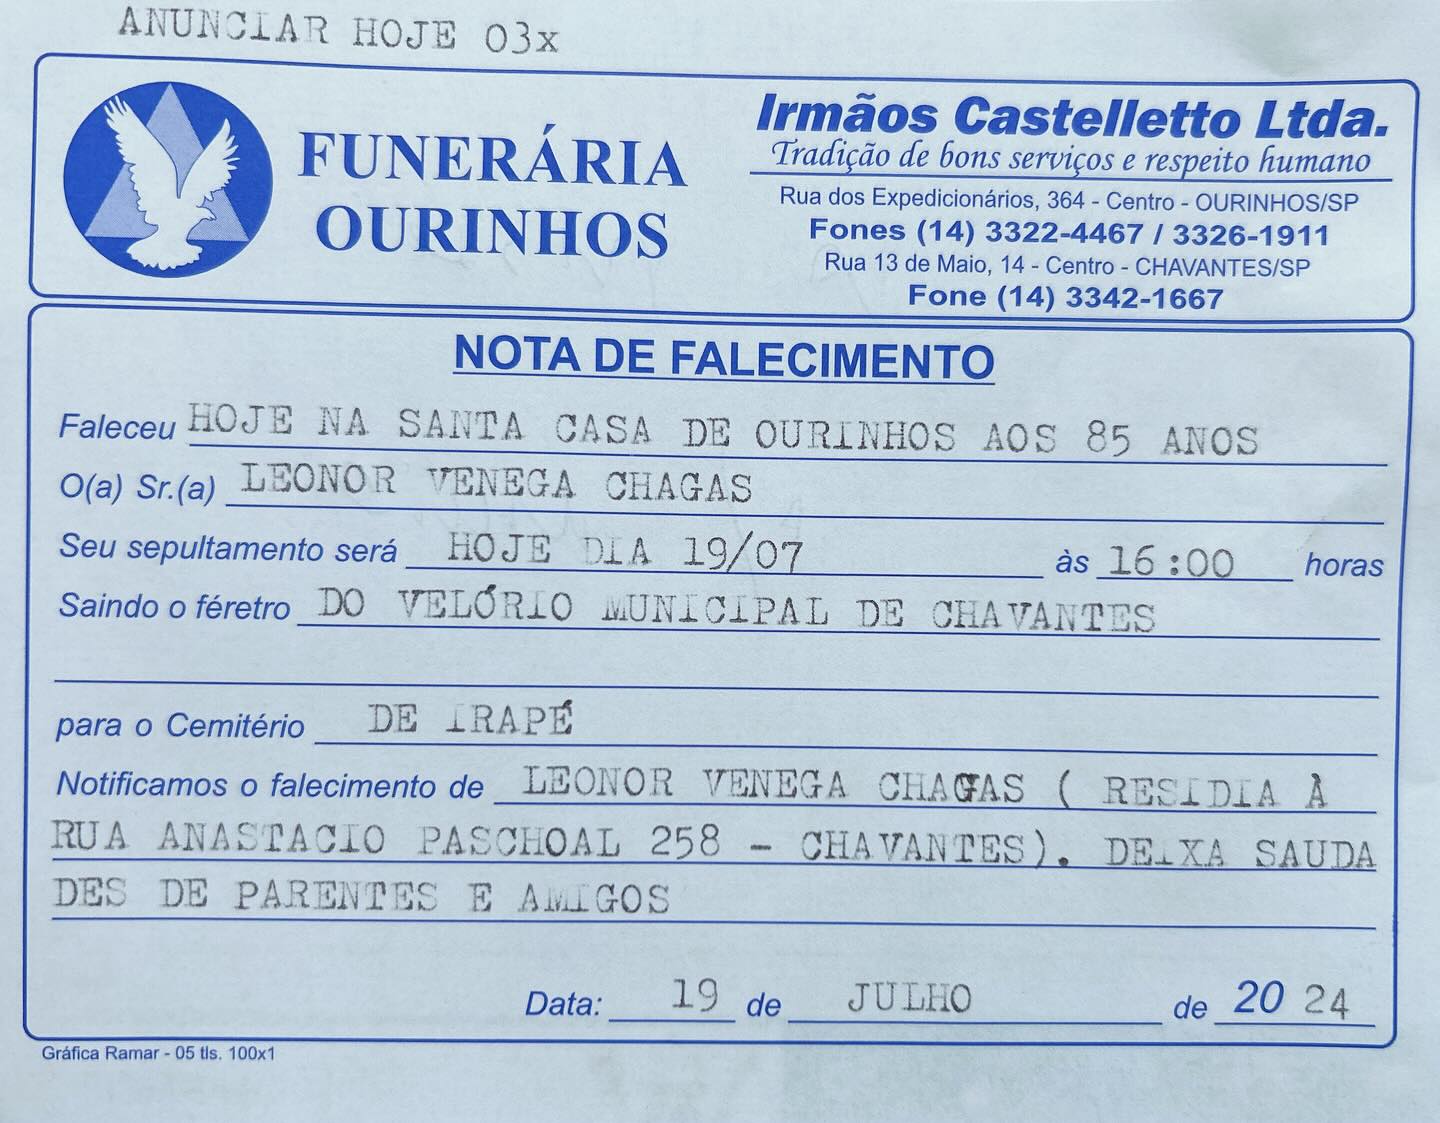 ANUNCIAR HOJE 03x
FUNERÁRIA
OURINHOS
Irmãos Castelletto Ltda.
Tradição de bons serviços e respeito humano
Rua dos Expedicionários, 364 - Centro - OURINHOS/SP
Fones (14) 3322-4467 / 3326-1911
Rua 13 de Maio, 14 - Centro - CHAVANTES/SP
Fone (14) 3342-1667
NOTA DE FALECIMENTO
Faleceu HOJE NA SANTA CASA DE OURINHOS AOS 85 ANOS
O(a) Sr.(a) LEONOR VENEGA CHAGAS
Seu sepultamento será HOJE DIA 19/07 às 16:00 horas
Saindo o féretro DO VELÓRIO MUNICIPAL DE CHAVANTES
para o Cemitério DE IRAPÉ
Notificamos o falecimento de LEONOR VENEGA CHAGAS ( RESIDIA À
RUA ANASTACIO PASCHOAL 258 - CHAVANTES). DEIXA SAUDA
DES DE PARENTES E AMIGOS
Data: 19 de JULHO de 20 24
Gráfica Ramar - 05 tls. 100x1